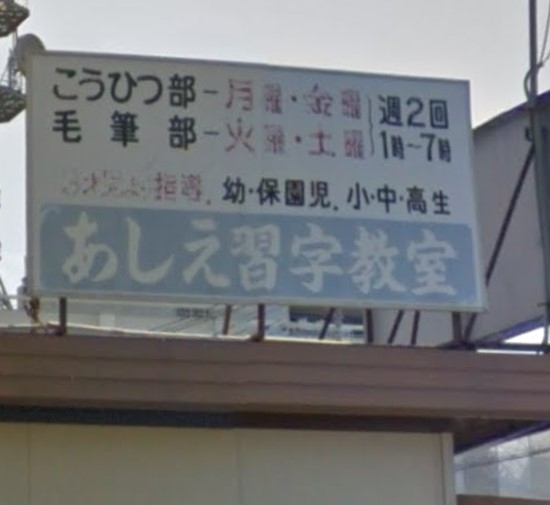 こうひつ部－月曜・金曜 週2回
毛筆部－火曜・土曜 1時～7時
指導、幼・保園児、小・中・高生
あしえ習字教室